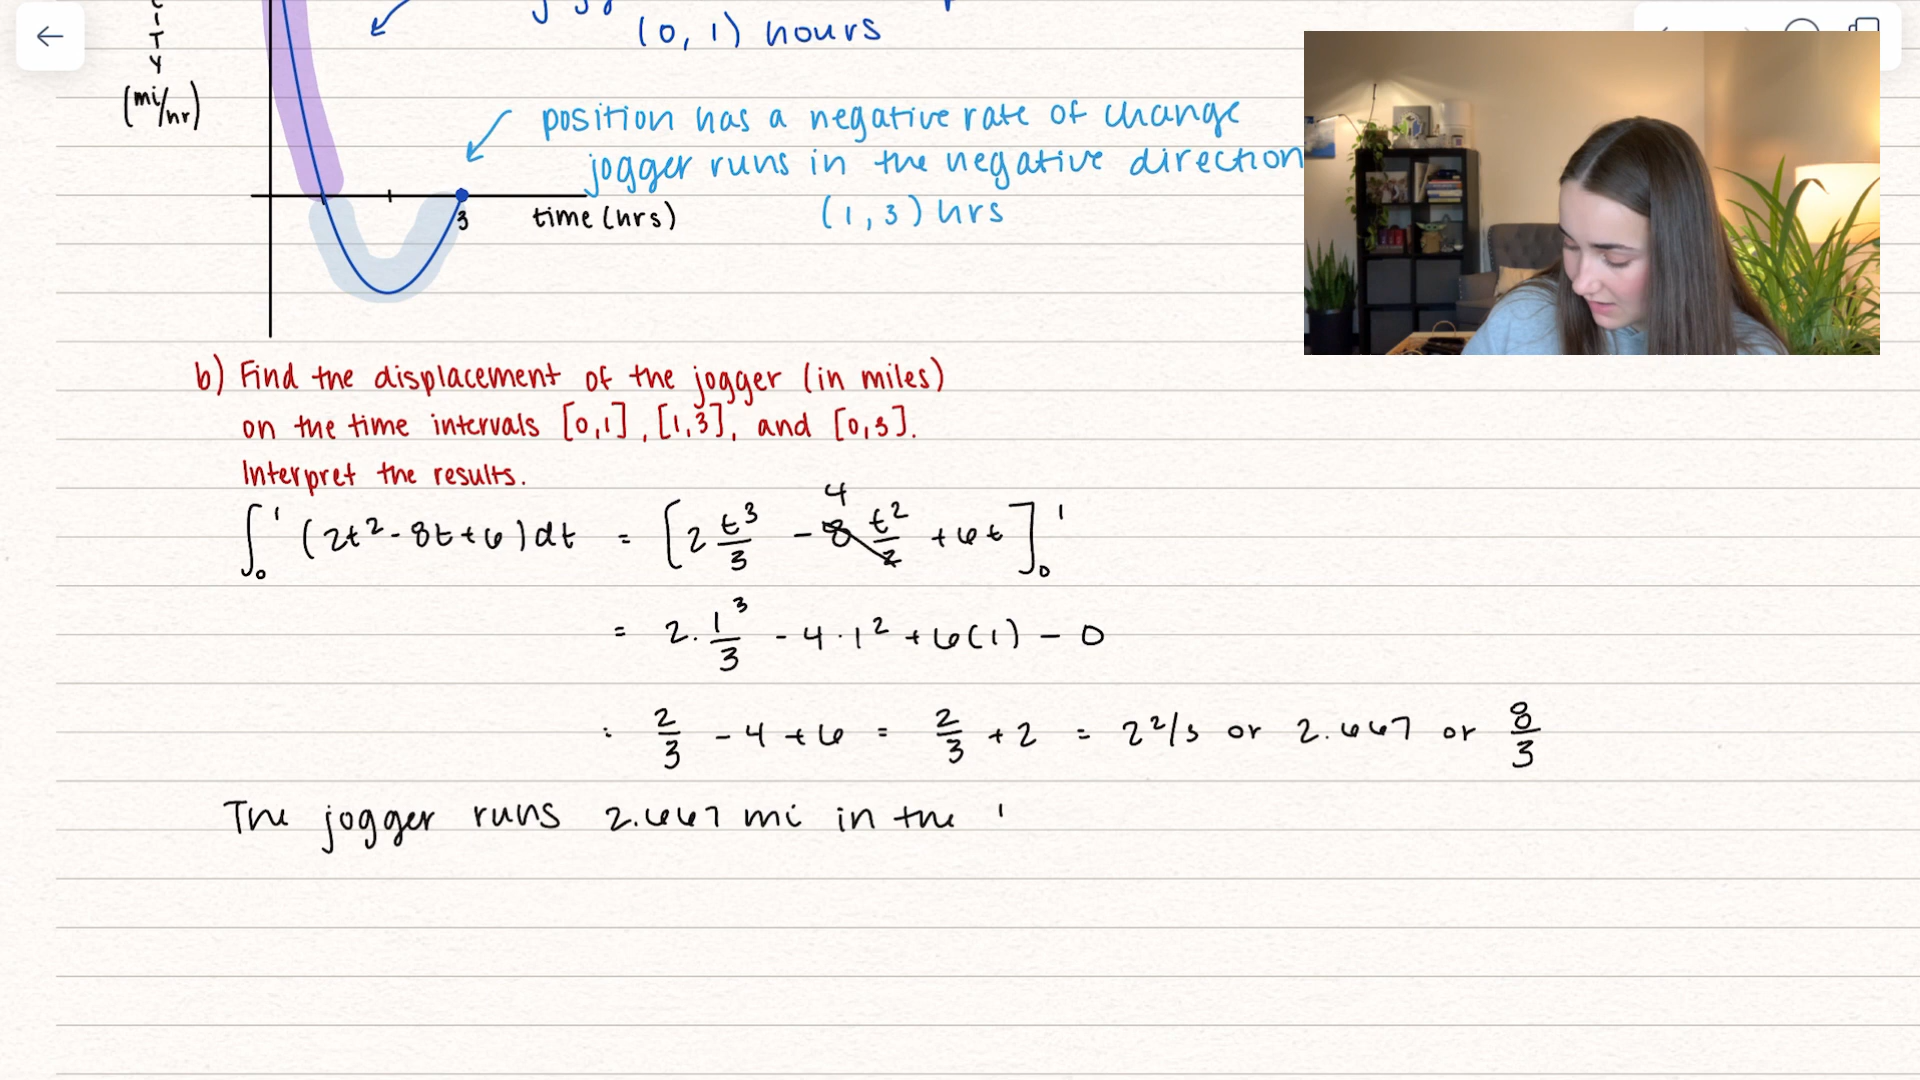 I
T
Y
(mi/hr)
(0, 1) hours
position has a negative rate of change
jogger runs in the negative direction
(1, 3) hrs
3
time (hrs)
b) Find the displacement of the jogger (in miles)
on the time intervals [0,1], [1,3], and [0,3].
Interpret the results.
∫₀¹ (2t² - 8t + 6) dt = [2 t³/3 - 8 4 t²/2 + 6t]₀¹
= 2 · 1³/3 - 4 · 1² + 6(1) - 0
= 2/3 - 4 + 6 = 2/3 + 2 = 2 2/3 or 2.667 or 8/3
The jogger runs 2.667 mi in the